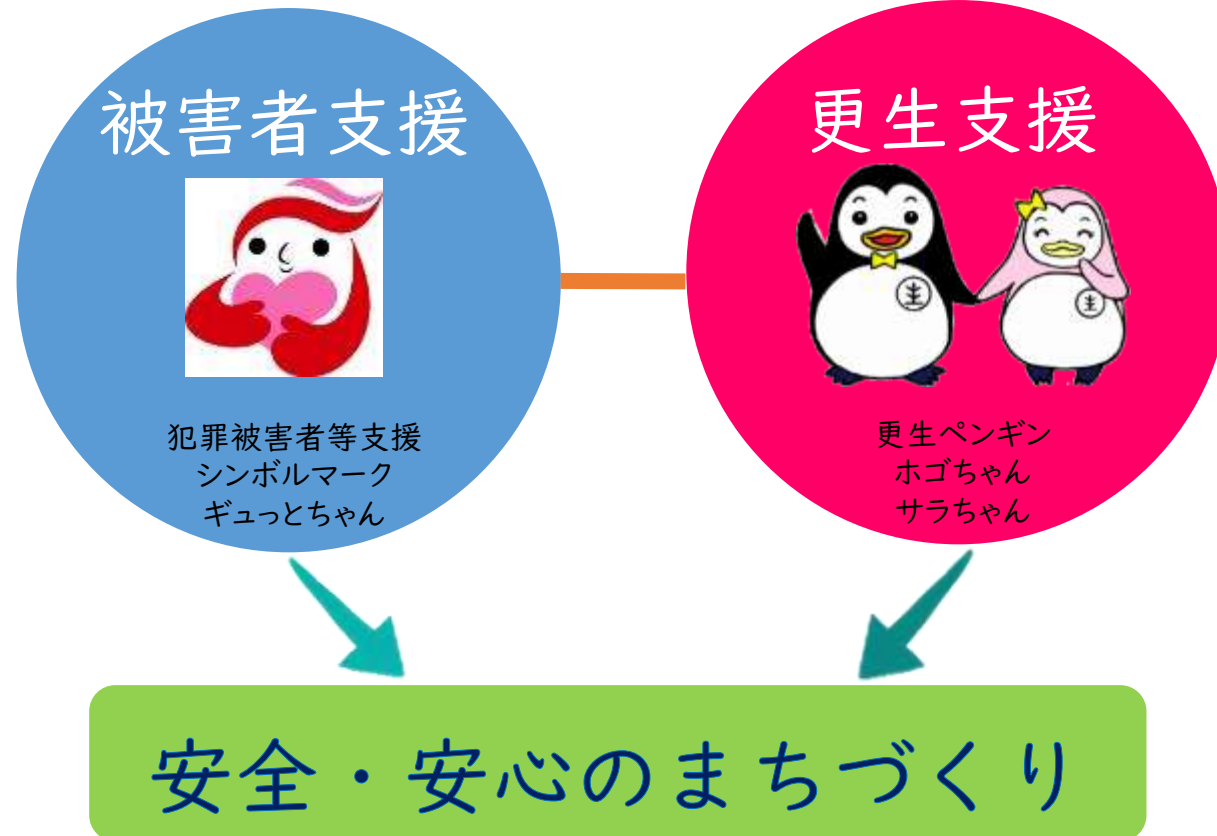 被害者支援
犯罪被害者等支援
シンボルマーク
ギュっとちゃん
更生支援
更生ペンギン
ホゴちゃん
サラちゃん
安全・安心のまちづくり